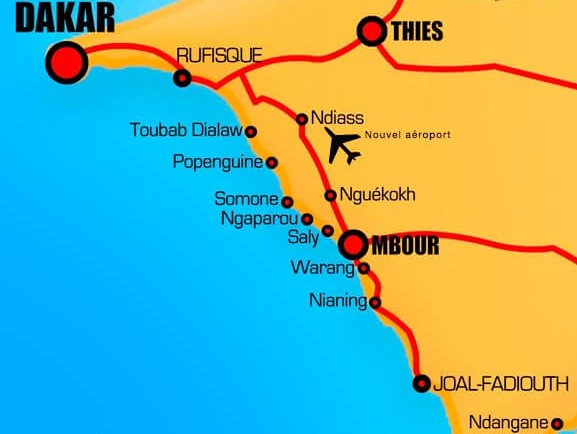 DAKAR
THIES
RUFISQUE
Ndiass
Toubab Dialaw
Nouvel aéroport
Popenguine
Nguékokh
Somone
Ngaparou
Saly
MBOUR
Warang
Nianing
JOAL-FADIOUTH
Ndangane